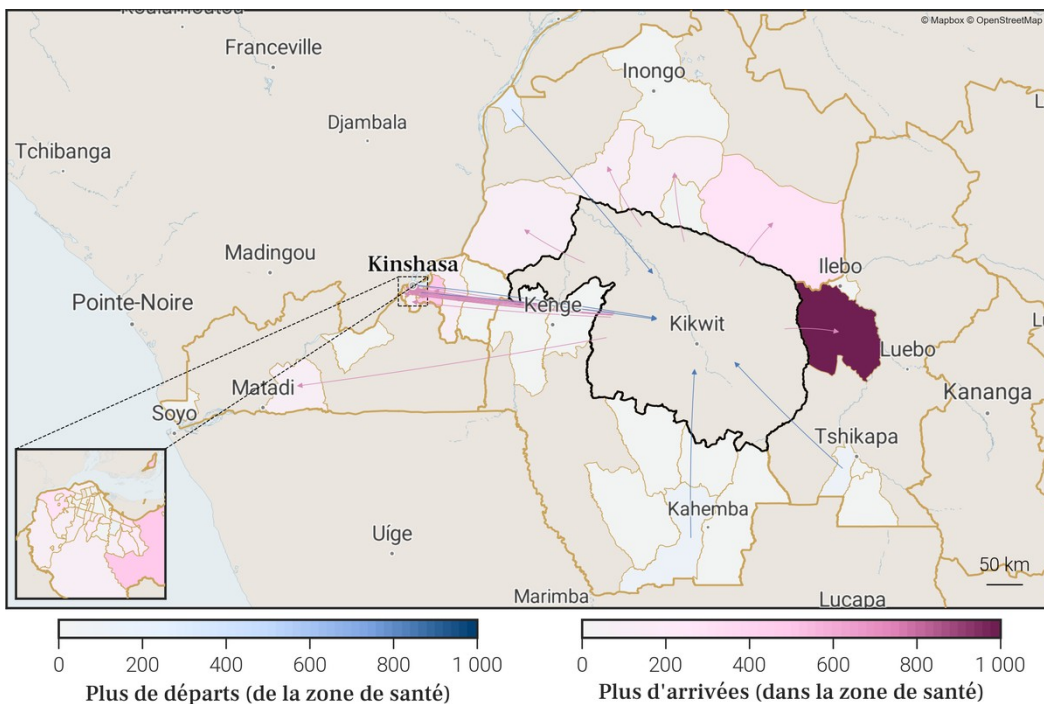 © Mapbox © OpenStreetMap
Franceville
Inongo
Djambala
Tchibanga
Madingou
Kinshasa
Ilebo
Pointe-Noire
Kenge
Kikwit
Luebo
Matadi
Kananga
Soyo
Tshikapa
Kahemba
Uíge
50 km
Marimba
Lucapa
0 200 400 600 800 1 000
Plus de départs (de la zone de santé)
0 200 400 600 800 1 000
Plus d'arrivées (dans la zone de santé)